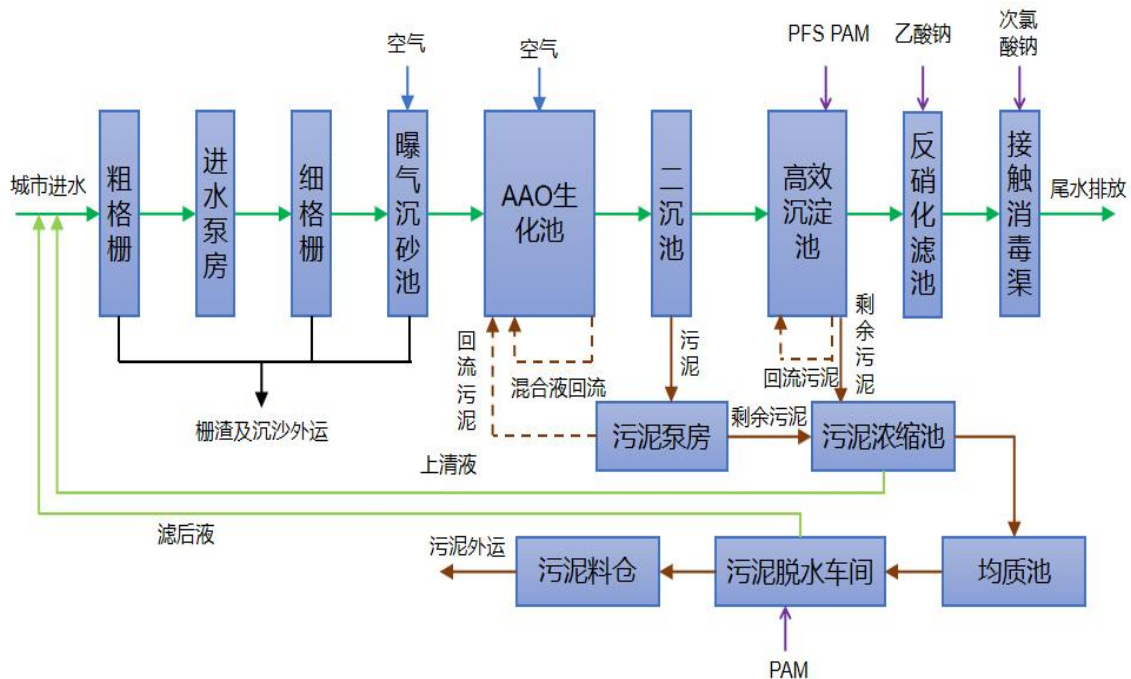 空气
空气
PFS PAM
乙酸钠
次氯
酸钠
城市进水
粗格栅
进水泵房
细格栅
曝气沉砂池
AAO生
化池
二沉池
高效
沉淀
池
反硝化滤池
接触消毒渠
尾水排放
回流污泥
混合液回流
污泥
回流污泥
剩余污泥
栅渣及沉沙外运
污泥泵房
剩余污泥
污泥浓缩池
上清液
滤后液
污泥外运
污泥料仓
污泥脱水车间
均质池
PAM